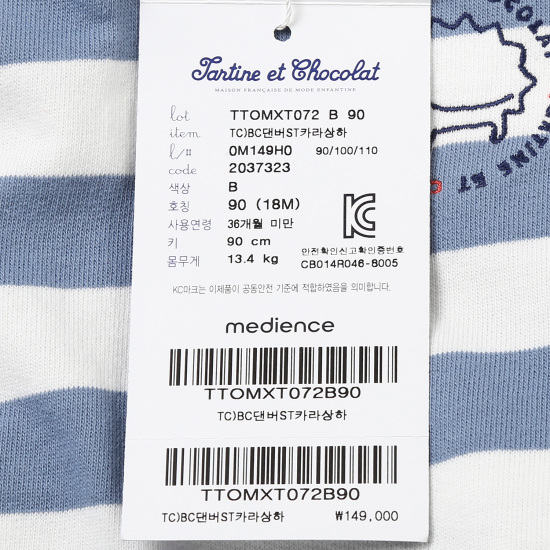 Tartine et Chocolat
MAISON FRANÇAISE DE MODE ENFANTINE
lot TTOMXT072 B 90
item TC)BC댄버ST카라상하
l/# 0M149H0 90/100/110
code 2037323
색상 B
호칭 90 (18M)
사용연령 36개월 미만
키 90 cm
몸무게 13.4 kg
안전확인신고확인증번호
CB014R046-8005
KC마크는 이제품이 공동안전 기준에 적합하였음을 의미합니다.
medience
TTOMXT072B90
TC)BC댄버ST카라상하
TTOMXT072B90
TC)BC댄버ST카라상하 ₩149,000